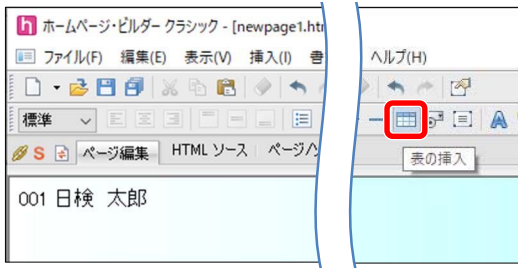 ホームページ・ビルダー クラシック - [newpage1.ht
ファイル(F) 編集(E) 表示(V) 挿入(I) 書 ヘルプ(H)
標準
S ページ編集 HTML ソース ページ
表の挿入
001 日検 太郎